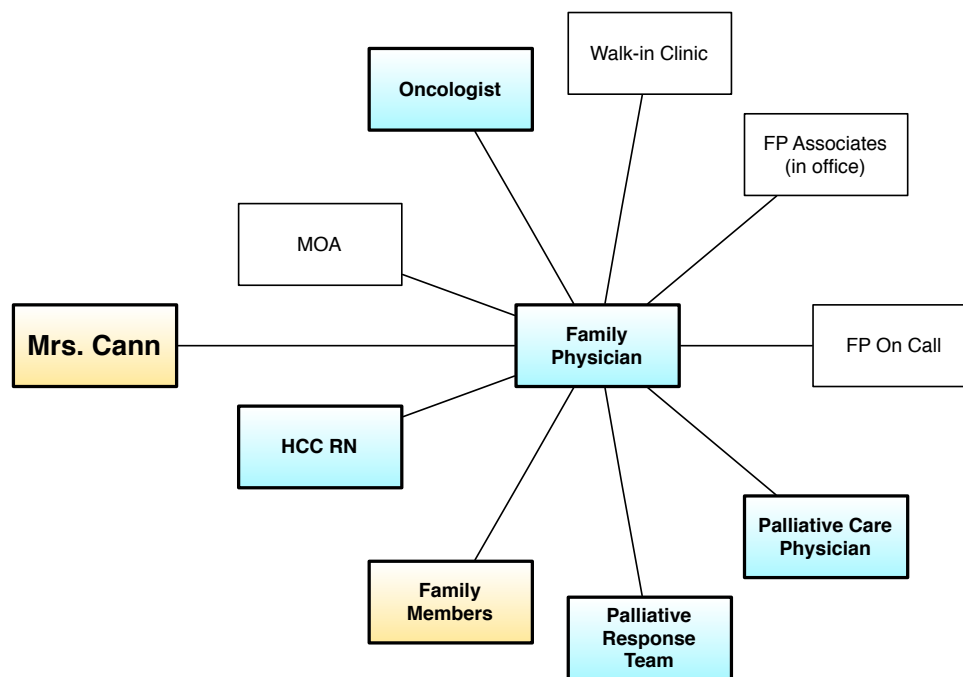 Walk-in Clinic
Oncologist
FP Associates
(in office)
MOA
Mrs. Cann
Family
Physician
FP On Call
HCC RN
Palliative Care
Physician
Family
Members
Palliative
Response
Team